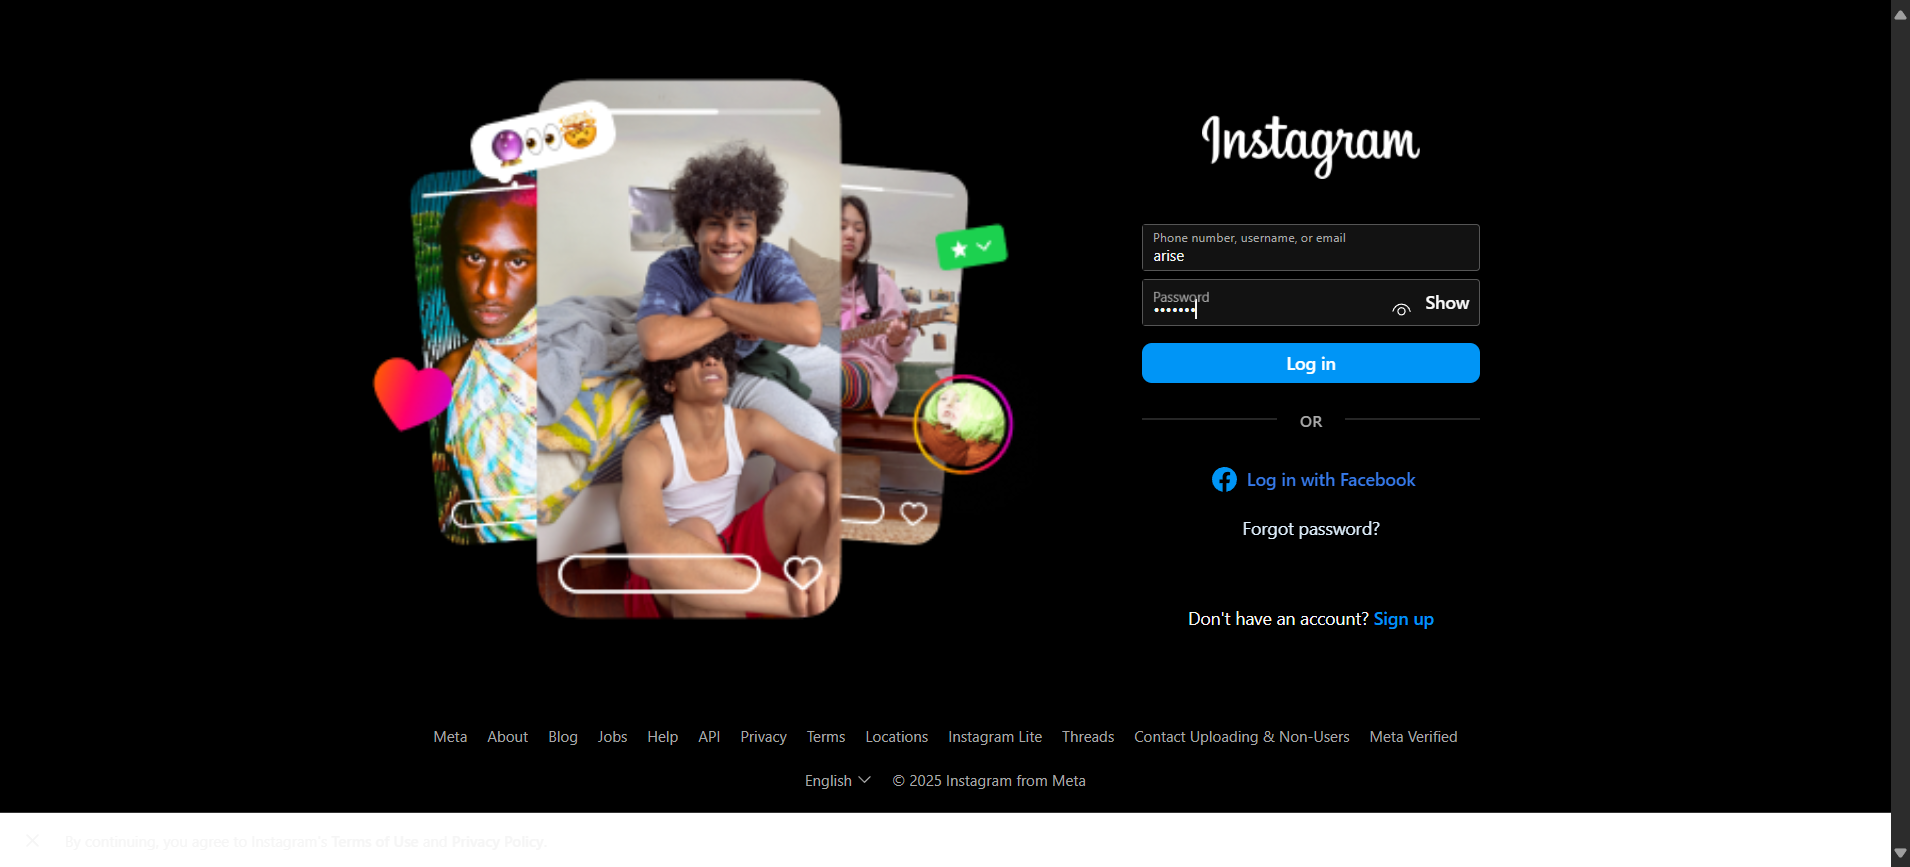 Instagram
Phone number, username, or email
arise
Password
•••••••
Show
Log in
OR
Log in with Facebook
Forgot password?
Don't have an account? Sign up
Meta About Blog Jobs Help API Privacy Terms Locations Instagram Lite Threads Contact Uploading & Non-Users Meta Verified
English © 2025 Instagram from Meta
By continuing, you agree to Instagram's Terms of Use and Privacy Policy.